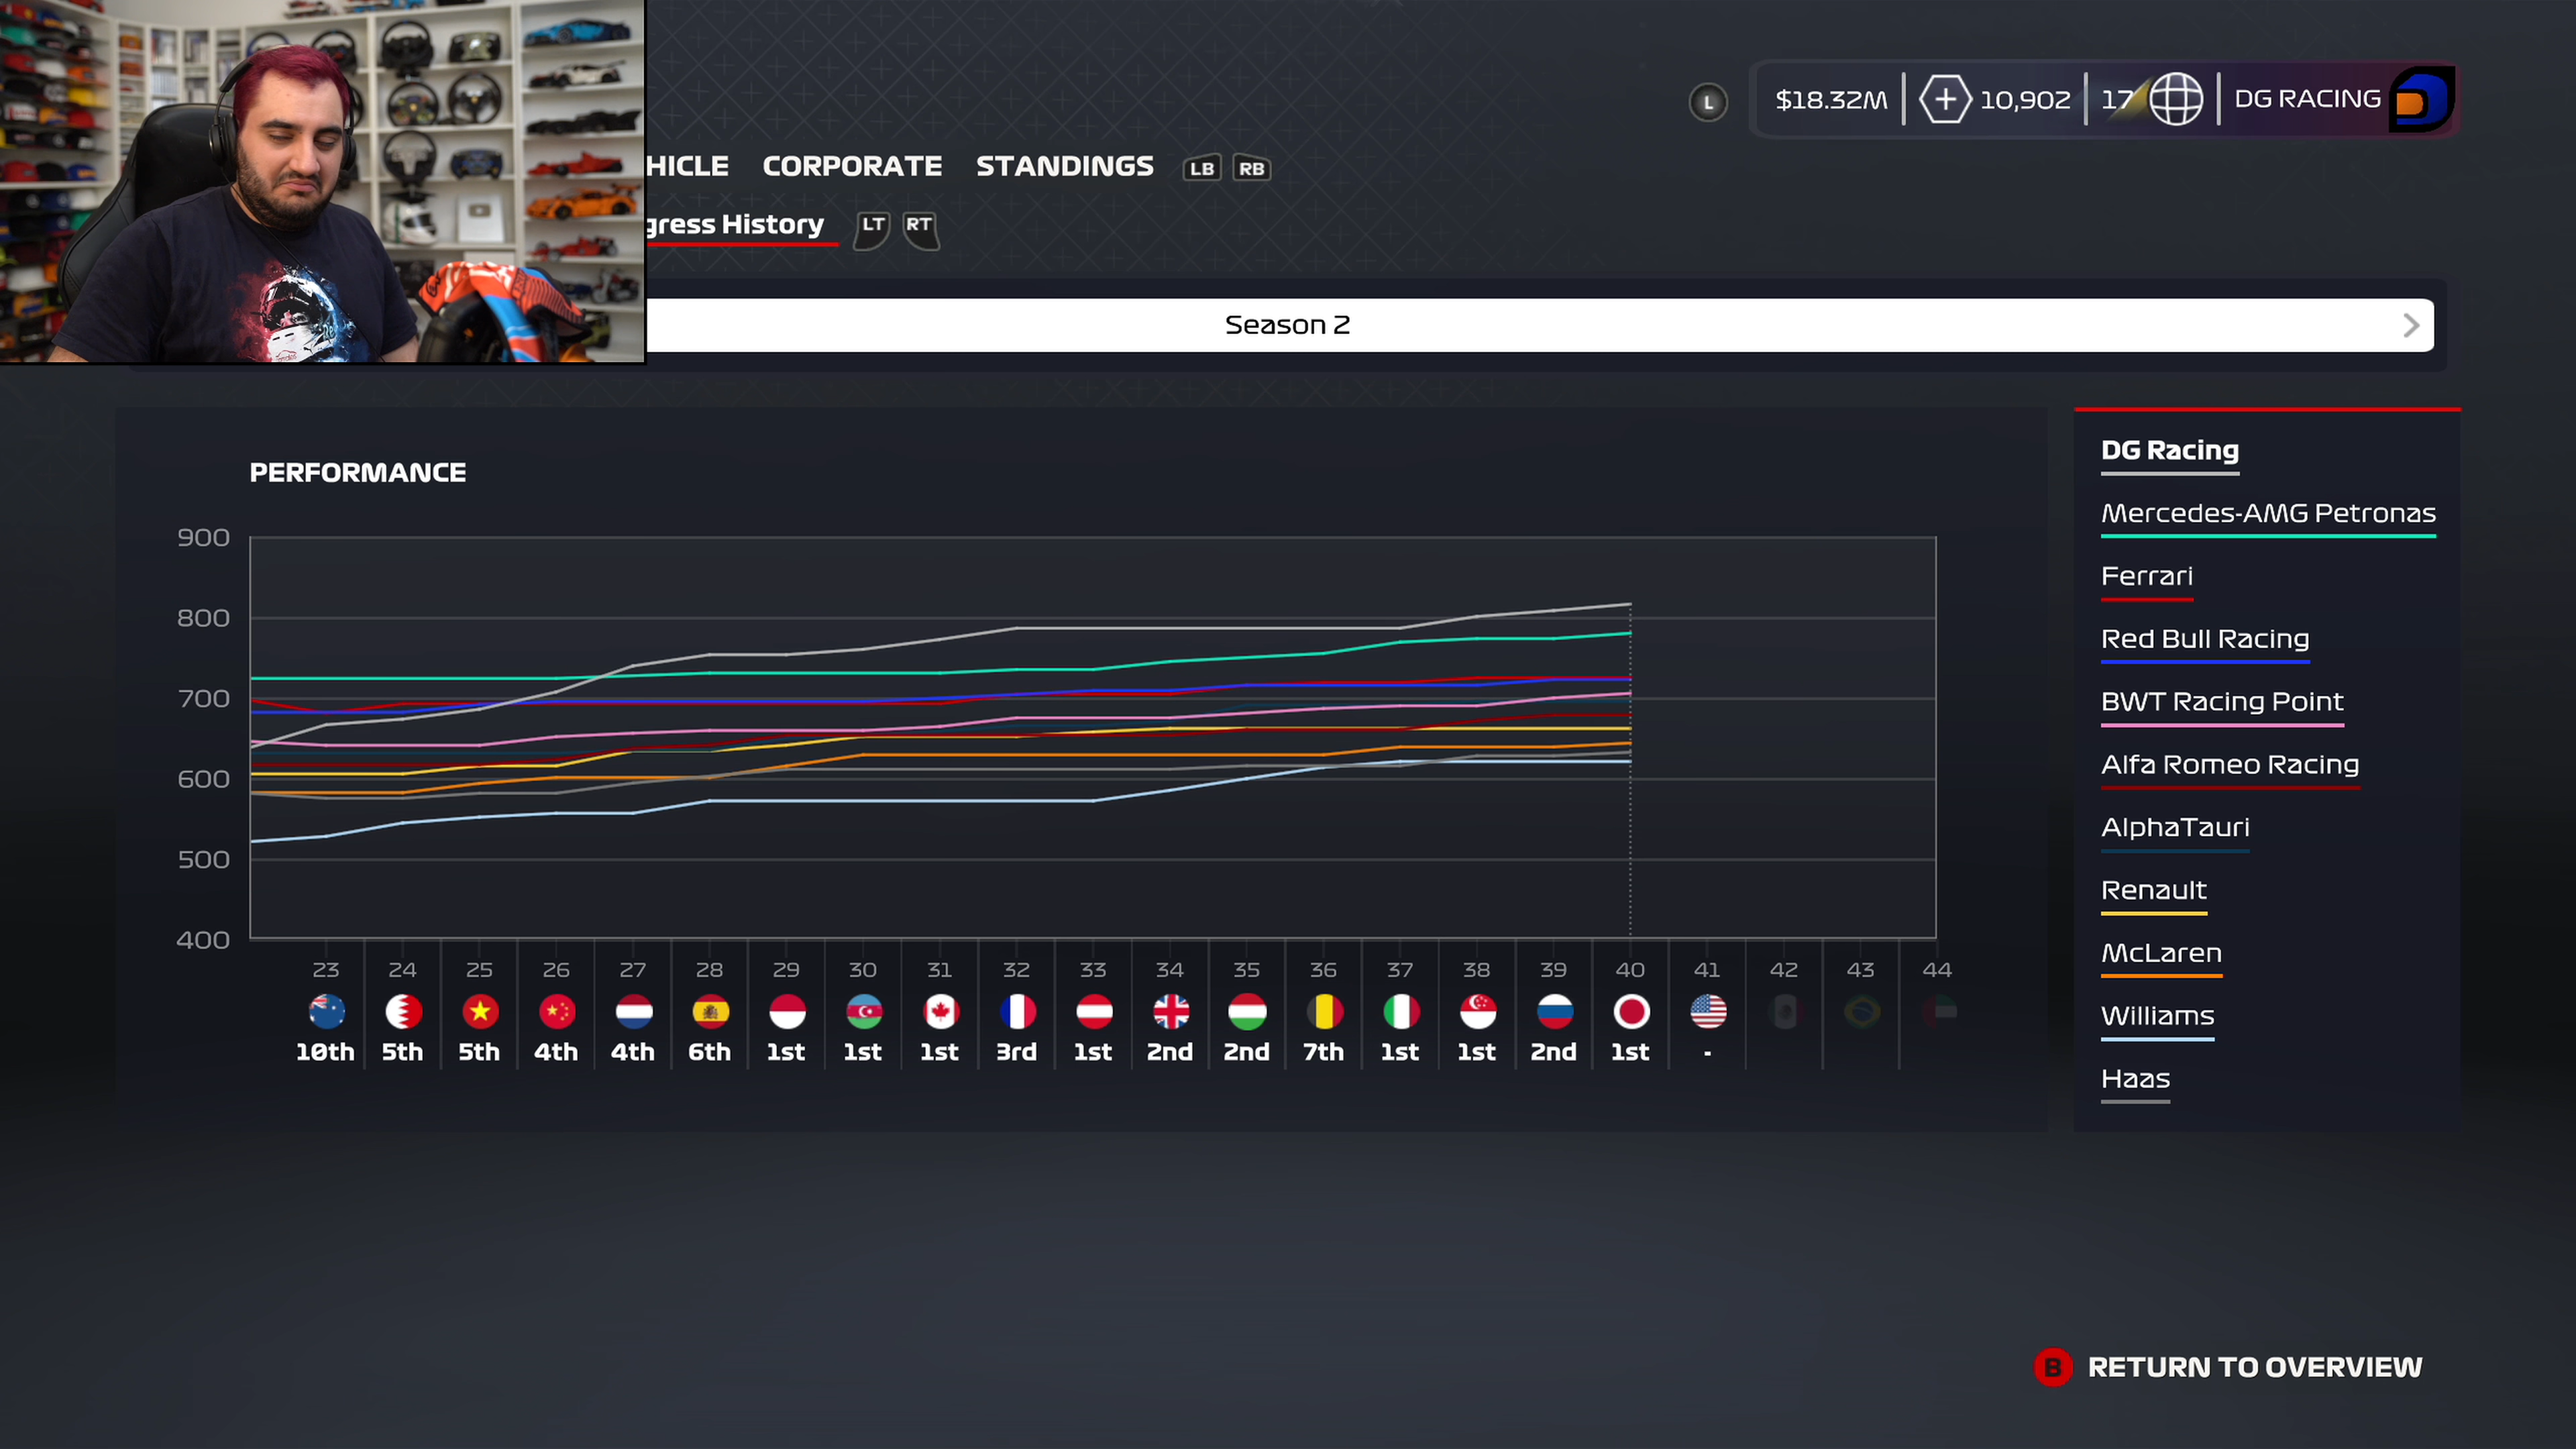 L $18.32M 10,902 17 DG RACING
HICLE CORPORATE STANDINGS LB RB
gress History LT RT
Season 2
PERFORMANCE
900
800
700
600
500
400
23 24 25 26 27 28 29 30 31 32 33 34 35 36 37 38 39 40 41 42 43 44
10th 5th 5th 4th 4th 6th 1st 1st 1st 3rd 1st 2nd 2nd 7th 1st 1st 2nd 1st -
DG Racing
Mercedes-AMG Petronas
Ferrari
Red Bull Racing
BWT Racing Point
Alfa Romeo Racing
AlphaTauri
Renault
McLaren
Williams
Haas
B RETURN TO OVERVIEW